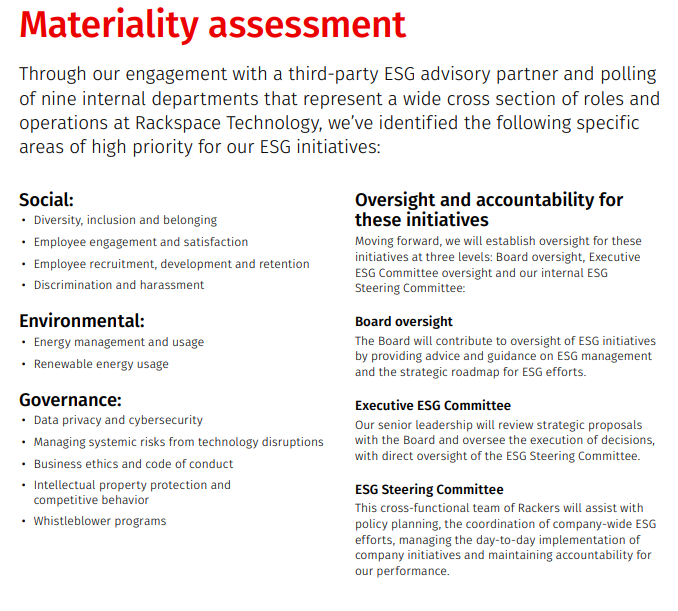 Materiality assessment
Through our engagement with a third-party ESG advisory partner and polling
of nine internal departments that represent a wide cross section of roles and
operations at Rackspace Technology, we’ve identified the following specific
areas of high priority for our ESG initiatives:
Social:
• Diversity, inclusion and belonging
• Employee engagement and satisfaction
• Employee recruitment, development and retention
• Discrimination and harassment
Environmental:
• Energy management and usage
• Renewable energy usage
Governance:
• Data privacy and cybersecurity
• Managing systemic risks from technology disruptions
• Business ethics and code of conduct
• Intellectual property protection and
competitive behavior
• Whistleblower programs
Oversight and accountability for
these initiatives
Moving forward, we will establish oversight for these
initiatives at three levels: Board oversight, Executive
ESG Committee oversight and our internal ESG
Steering Committee:
Board oversight
The Board will contribute to oversight of ESG initiatives
by providing advice and guidance on ESG management
and the strategic roadmap for ESG efforts.
Executive ESG Committee
Our senior leadership will review strategic proposals
with the Board and oversee the execution of decisions,
with direct oversight of the ESG Steering Committee.
ESG Steering Committee
This cross-functional team of Rackers will assist with
policy planning, the coordination of company-wide ESG
efforts, managing the day-to-day implementation of
company initiatives and maintaining accountability for
our performance.